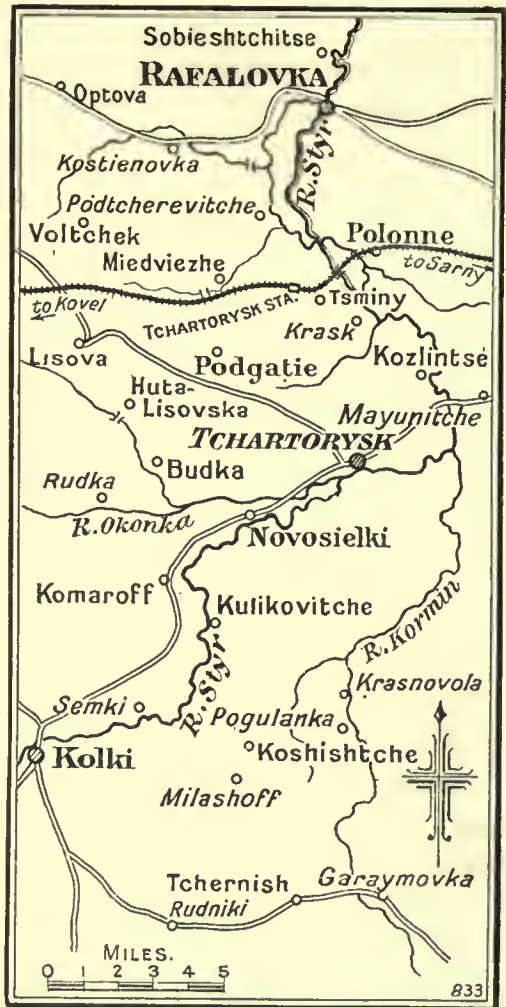 Sobieshtchitse
RAFALOVKA
Optova
Kostienovka
R. Styr
Podtcherevitche
Voltchek
Polonne
Miedviezhe
to Sarny
to Kovel
TCHARTORYSK STA.
Tsminy
Krask
Lisova
Podgatie
Kozlintsé
Huta-
Lisovska
Mayunitche
TCHARTORYSK
Budka
Rudka
R. Okonka
Novosielki
Komaroff
Kulikovitche
R. Kormin
R. Styr
Krasnovola
Semki
Pogulanka
Kolki
Koshishtche
Milashoff
Tchernish
Garaymovka
Rudniki
MILES.
0 1 2 3 4 5
833